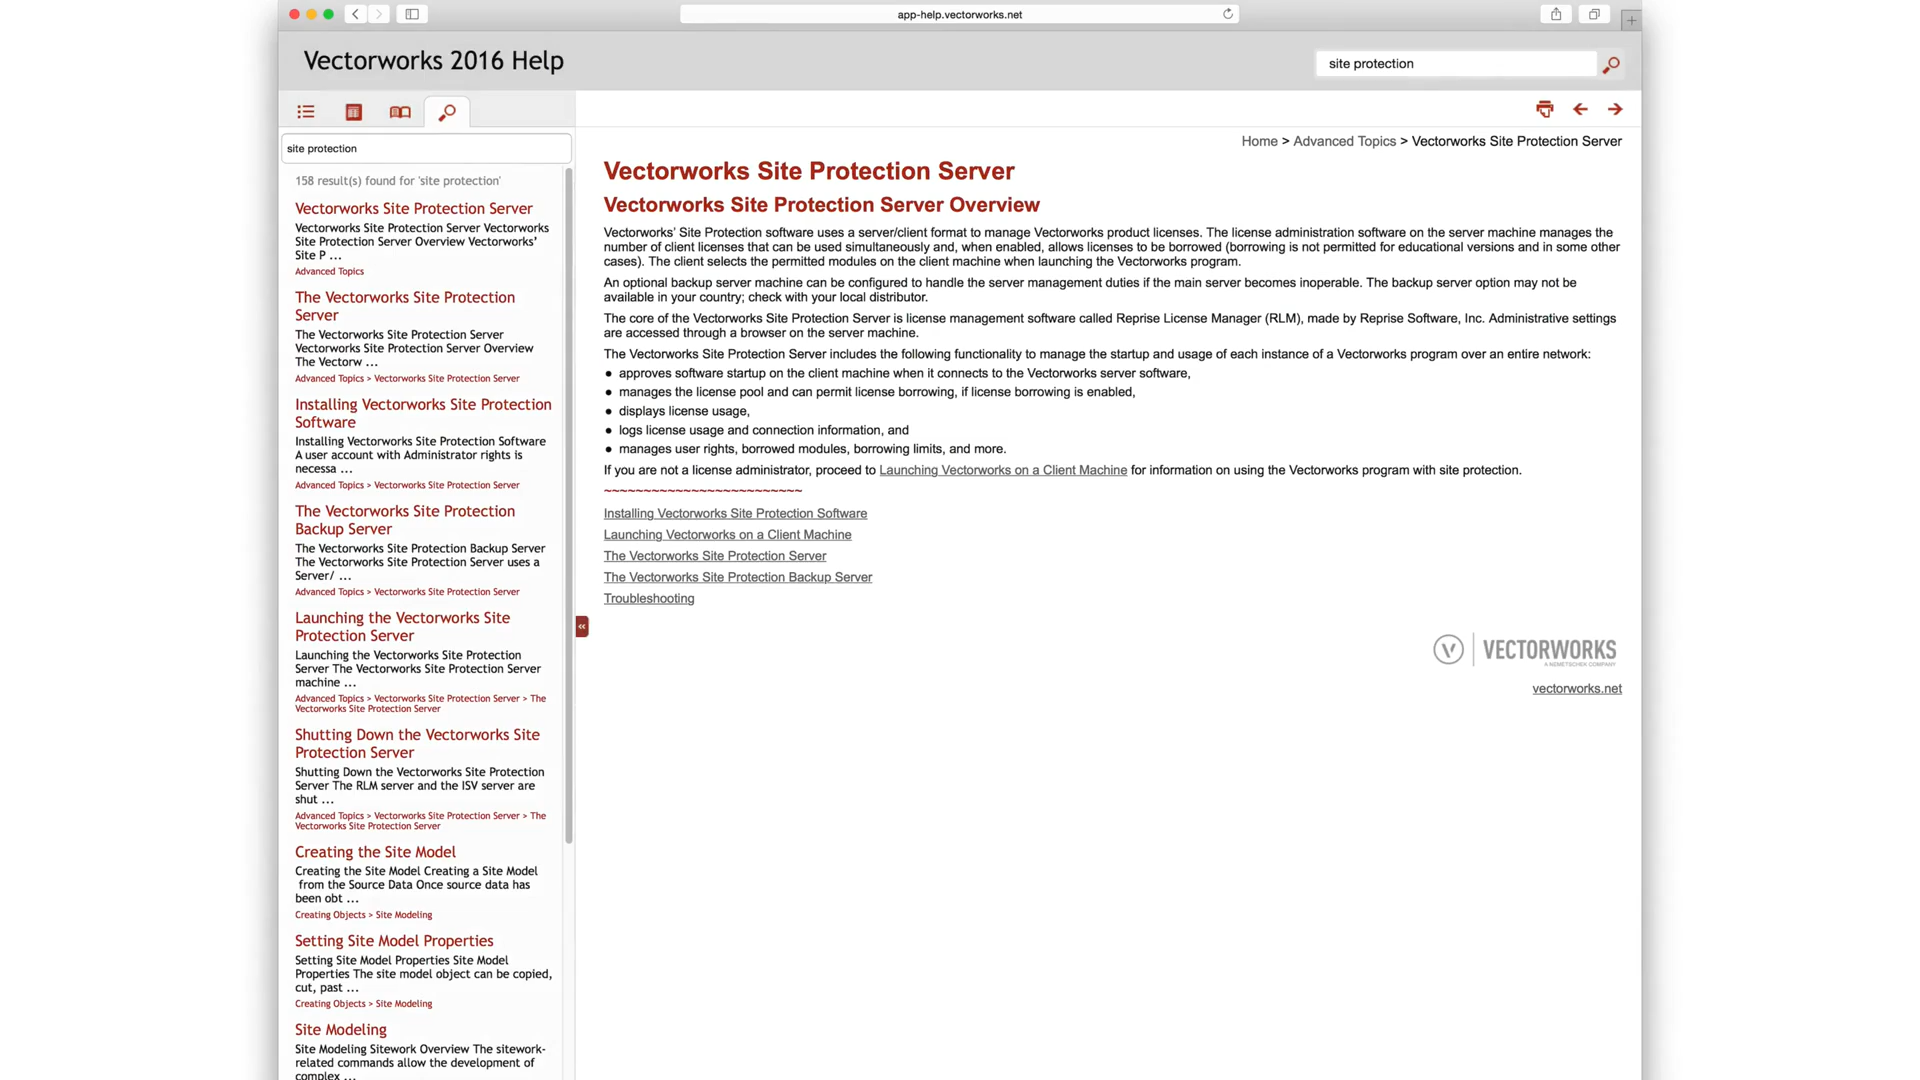 app-help.vectorworks.net
Vectorworks 2016 Help
site protection
site protection
158 result(s) found for 'site protection'
Vectorworks Site Protection Server
Vectorworks Site Protection Server Vectorworks
Site Protection Server Overview Vectorworks'
Site P ...
Advanced Topics
The Vectorworks Site Protection
Server
The Vectorworks Site Protection Server
Vectorworks Site Protection Server Overview
The Vectorw ...
Advanced Topics > Vectorworks Site Protection Server
Installing Vectorworks Site Protection
Software
Installing Vectorworks Site Protection Software
A user account with Administrator rights is
necessa ...
Advanced Topics > Vectorworks Site Protection Server
The Vectorworks Site Protection
Backup Server
The Vectorworks Site Protection Backup Server
The Vectorworks Site Protection Server uses a
Server/ ...
Advanced Topics > Vectorworks Site Protection Server
Launching the Vectorworks Site
Protection Server
Launching the Vectorworks Site Protection
Server The Vectorworks Site Protection Server
machine ...
Advanced Topics > Vectorworks Site Protection Server > The
Vectorworks Site Protection Server
Shutting Down the Vectorworks Site
Protection Server
Shutting Down the Vectorworks Site Protection
Server The RLM server and the ISV server are
shut ...
Advanced Topics > Vectorworks Site Protection Server > The
Vectorworks Site Protection Server
Creating the Site Model
Creating the Site Model Creating a Site Model
from the Source Data Once source data has
been obt ...
Creating Objects > Site Modeling
Setting Site Model Properties
Setting Site Model Properties Site Model
Properties The site model object can be copied,
cut, past ...
Creating Objects > Site Modeling
Site Modeling
Site Modeling Sitework Overview The sitework-
related commands allow the development of
complex ...
Home > Advanced Topics > Vectorworks Site Protection Server
Vectorworks Site Protection Server
Vectorworks Site Protection Server Overview
Vectorworks' Site Protection software uses a server/client format to manage Vectorworks product licenses. The license administration software on the server machine manages the
number of client licenses that can be used simultaneously and, when enabled, allows licenses to be borrowed (borrowing is not permitted for educational versions and in some other
cases). The client selects the permitted modules on the client machine when launching the Vectorworks program.
An optional backup server machine can be configured to handle the server management duties if the main server becomes inoperable. The backup server option may not be
available in your country; check with your local distributor.
The core of the Vectorworks Site Protection Server is license management software called Reprise License Manager (RLM), made by Reprise Software, Inc. Administrative settings
are accessed through a browser on the server machine.
The Vectorworks Site Protection Server includes the following functionality to manage the startup and usage of each instance of a Vectorworks program over an entire network:
● approves software startup on the client machine when it connects to the Vectorworks server software,
● manages the license pool and can permit license borrowing, if license borrowing is enabled,
● displays license usage,
● logs license usage and connection information, and
● manages user rights, borrowed modules, borrowing limits, and more.
If you are not a license administrator, proceed to Launching Vectorworks on a Client Machine for information on using the Vectorworks program with site protection.
~~~~~~~~~~~~~~~~~~~~~~~~~
Installing Vectorworks Site Protection Software
Launching Vectorworks on a Client Machine
The Vectorworks Site Protection Server
The Vectorworks Site Protection Backup Server
Troubleshooting
«
V VECTORWORKS
A NEMETSCHEK COMPANY
vectorworks.net